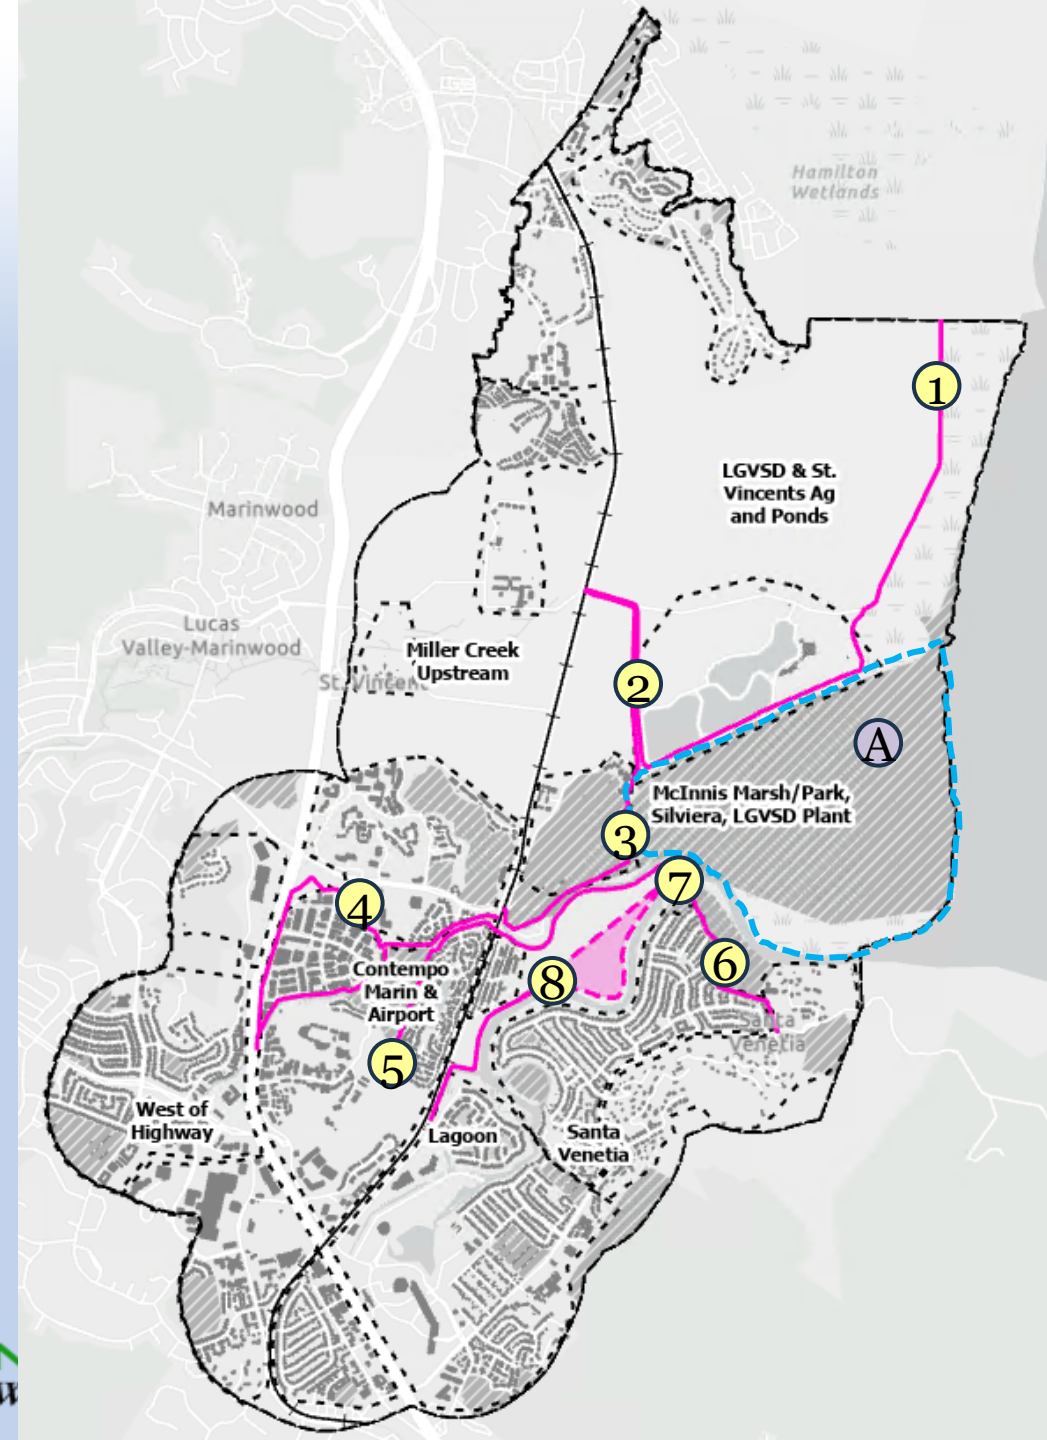 Hamilton
Wetlands
1
LGVSD & St.
Vincents Ag
and Ponds
Marinwood
Lucas
Valley-Marinwood
Miller Creek
Upstream
St. Vincent
2
A
McInnis Marsh/Park,
Silviera, LGVSD Plant
3
7
4
6
8
Contempo
Marin &
Airport
Santa
Venetia
5
West of
Highway
Lagoon
Santa
Venetia